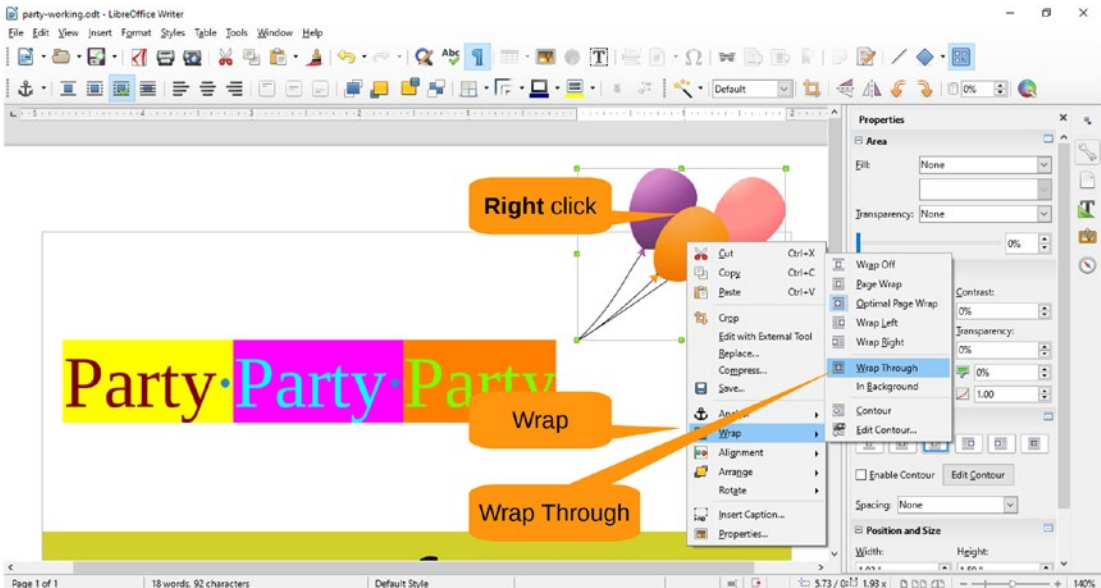 party-working.odt - LibreOffice Writer
File Edit View Insert Format Styles Table Tools Window Help
Default
0%
Properties
Area
Fill: None
Transparency: None
0%
Right click
Cut Ctrl+X
Copy Ctrl+C
Paste Ctrl+V
Crop
Edit with External Tool
Replace...
Compress...
Save...
Anchor
Wrap
Alignment
Arrange
Rotate
Insert Caption...
Properties...
Wrap Off
Page Wrap
Optimal Page Wrap
Wrap Left
Wrap Right
Wrap Through
In Background
Contour
Edit Contour...
Contrast:
0%
Transparency:
0%
0%
1.00
Party·Party·Party
Wrap
Wrap Through
Enable Contour Edit Contour
Spacing: None
Position and Size
Width: Height:
Page 1 of 1 18 words, 92 characters Default Style 5.73 / 1.93 x 140%